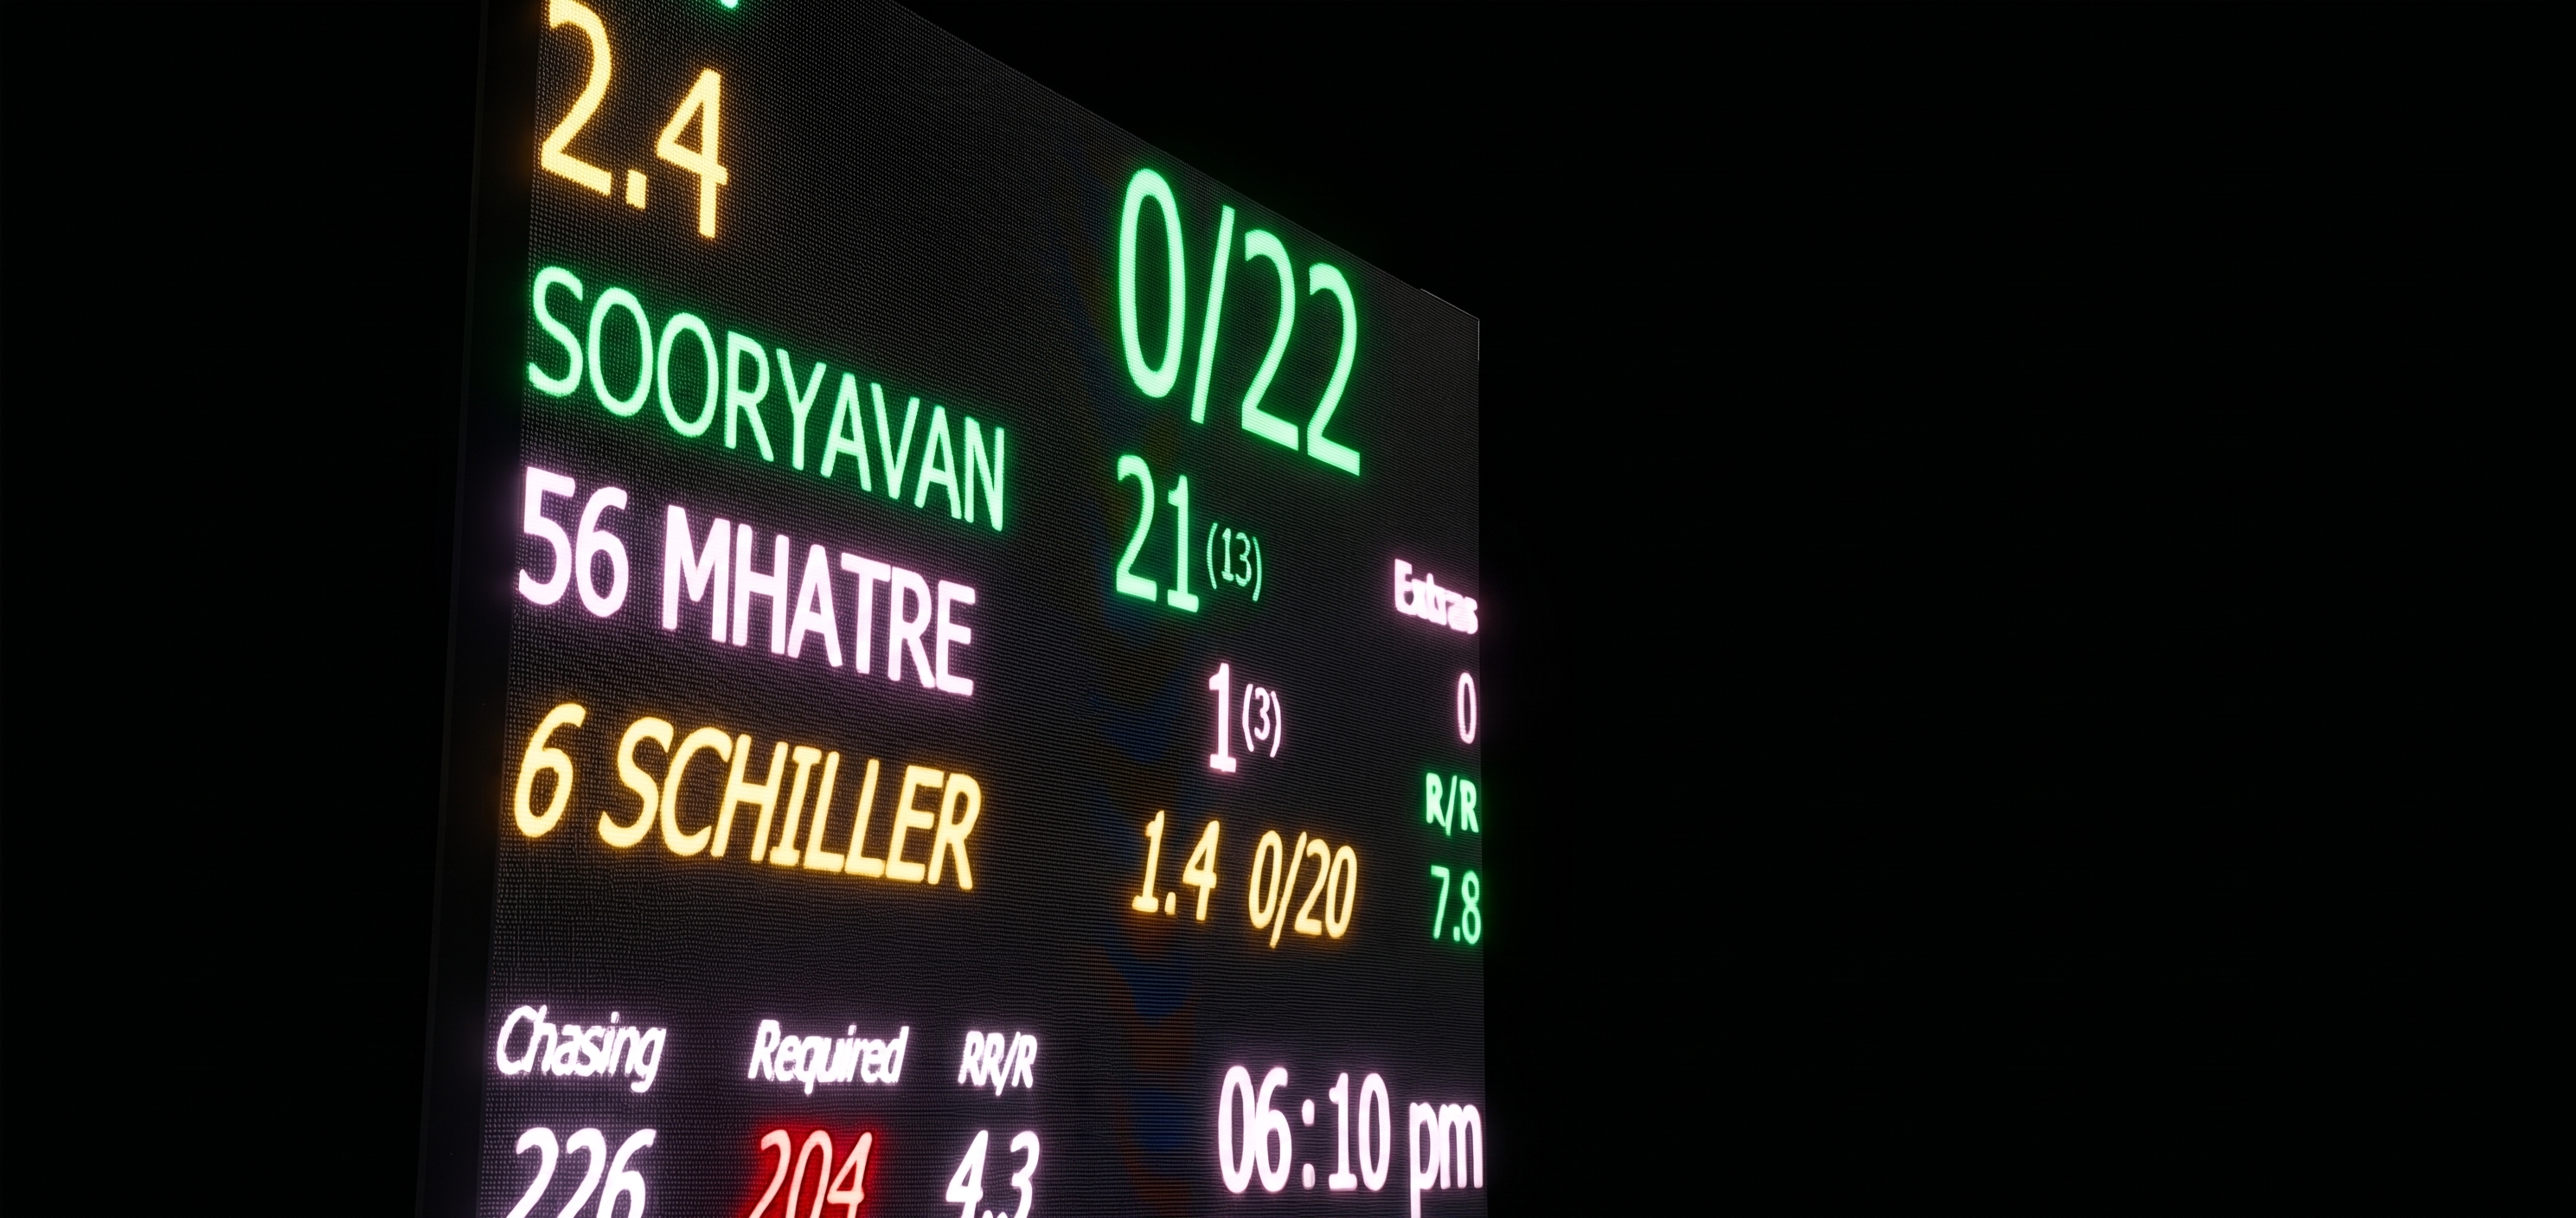 2.4
0/22
SOORYAVAN 21 (13)
Extras
56 MHATRE 1 (3) 0
R/R
6 SCHILLER 1.4 0/20 7.8
Chasing Required RR/R
226 204 4.3 06:10 pm